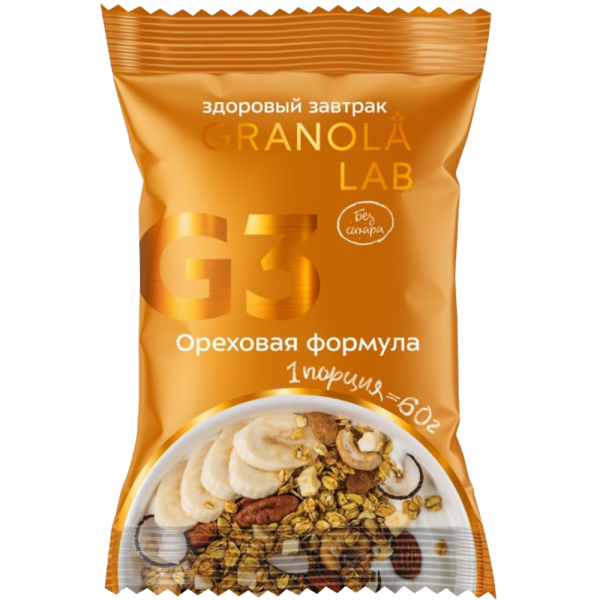 здоровый завтрак
GRANOLA
LAB
Без
сахара
G3
Ореховая формула
1 порция = 60г